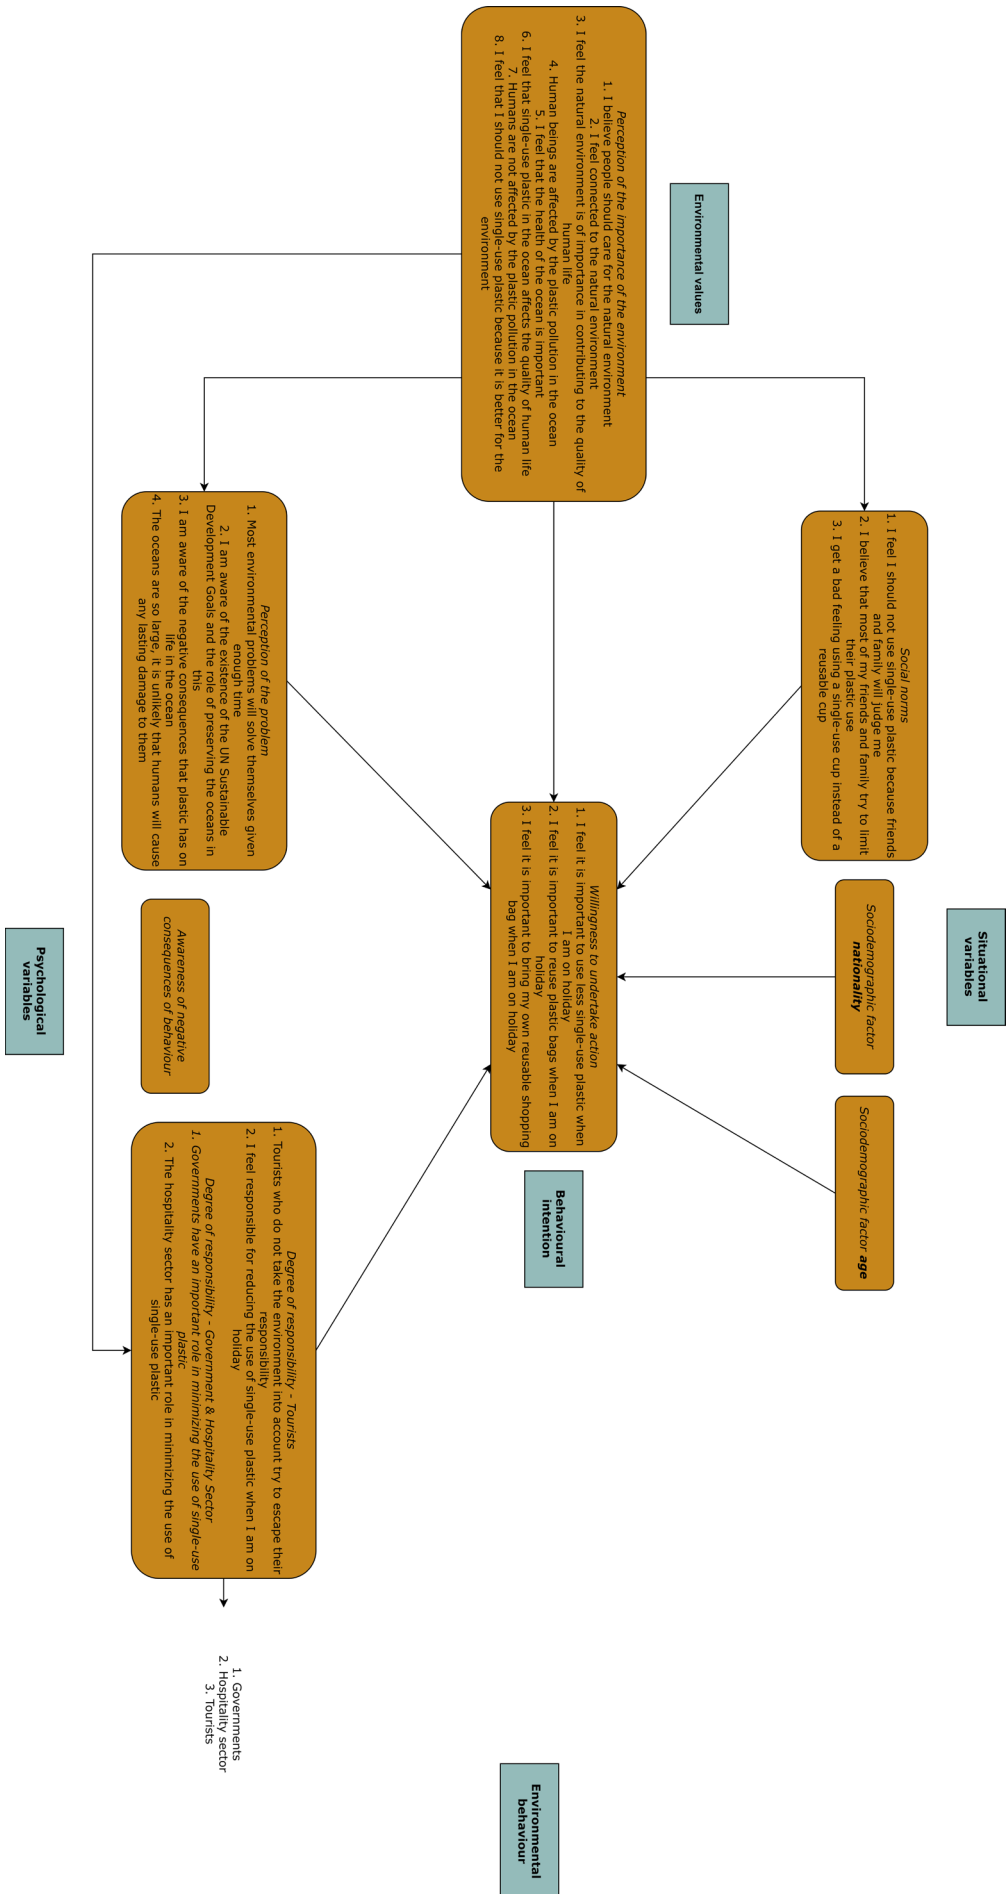 Situational
variables
Social norms
1. I feel I should not use single-use plastic because friends
and family will judge me
2. I believe that most of my friends and family try to limit
their plastic use
3. I get a bad feeling using a single-use cup instead of a
reusable cup
Sociodemographic factor
nationality
Sociodemographic factor age
Environmental values
Perception of the importance of the environment
1. I believe people should care for the natural environment
2. I feel connected to the natural environment
3. I feel the natural environment is of importance in contributing to the quality of
human life
4. Human beings are affected by the plastic pollution in the ocean
5. I feel that the health of the ocean is important
6. I feel that single-use plastic in the ocean affects the quality of human life
7. Humans are not affected by the plastic pollution in the ocean
8. I feel that I should not use single-use plastic because it is better for the
environment
Willingness to undertake action
1. I feel it is important to use less single-use plastic when
I am on holiday
2. I feel it is important to reuse plastic bags when I am on
holiday
3. I feel it is important to bring my own reusable shopping
bag when I am on holiday
Behavioural
intention
Environmental
behaviour
Perception of the problem
1. Most environmental problems will solve themselves given
enough time
2. I am aware of the existence of the UN Sustainable
Development Goals and the role of preserving the oceans in
this
3. I am aware of the negative consequences that plastic has on
life in the ocean
4. The oceans are so large, it is unlikely that humans will cause
any lasting damage to them
Awareness of negative
consequences of behaviour
Degree of responsibility - Tourists
1. Tourists who do not take the environment into account try to escape their
responsibility
2. I feel responsible for reducing the use of single-use plastic when I am on
holiday
Degree of responsibility - Government & Hospitality Sector
1. Governments have an important role in minimizing the use of single-use
plastic
2. The hospitality sector has an important role in minimizing the use of
single-use plastic
1. Governments
2. Hospitality sector
3. Tourists
Psychological
variables